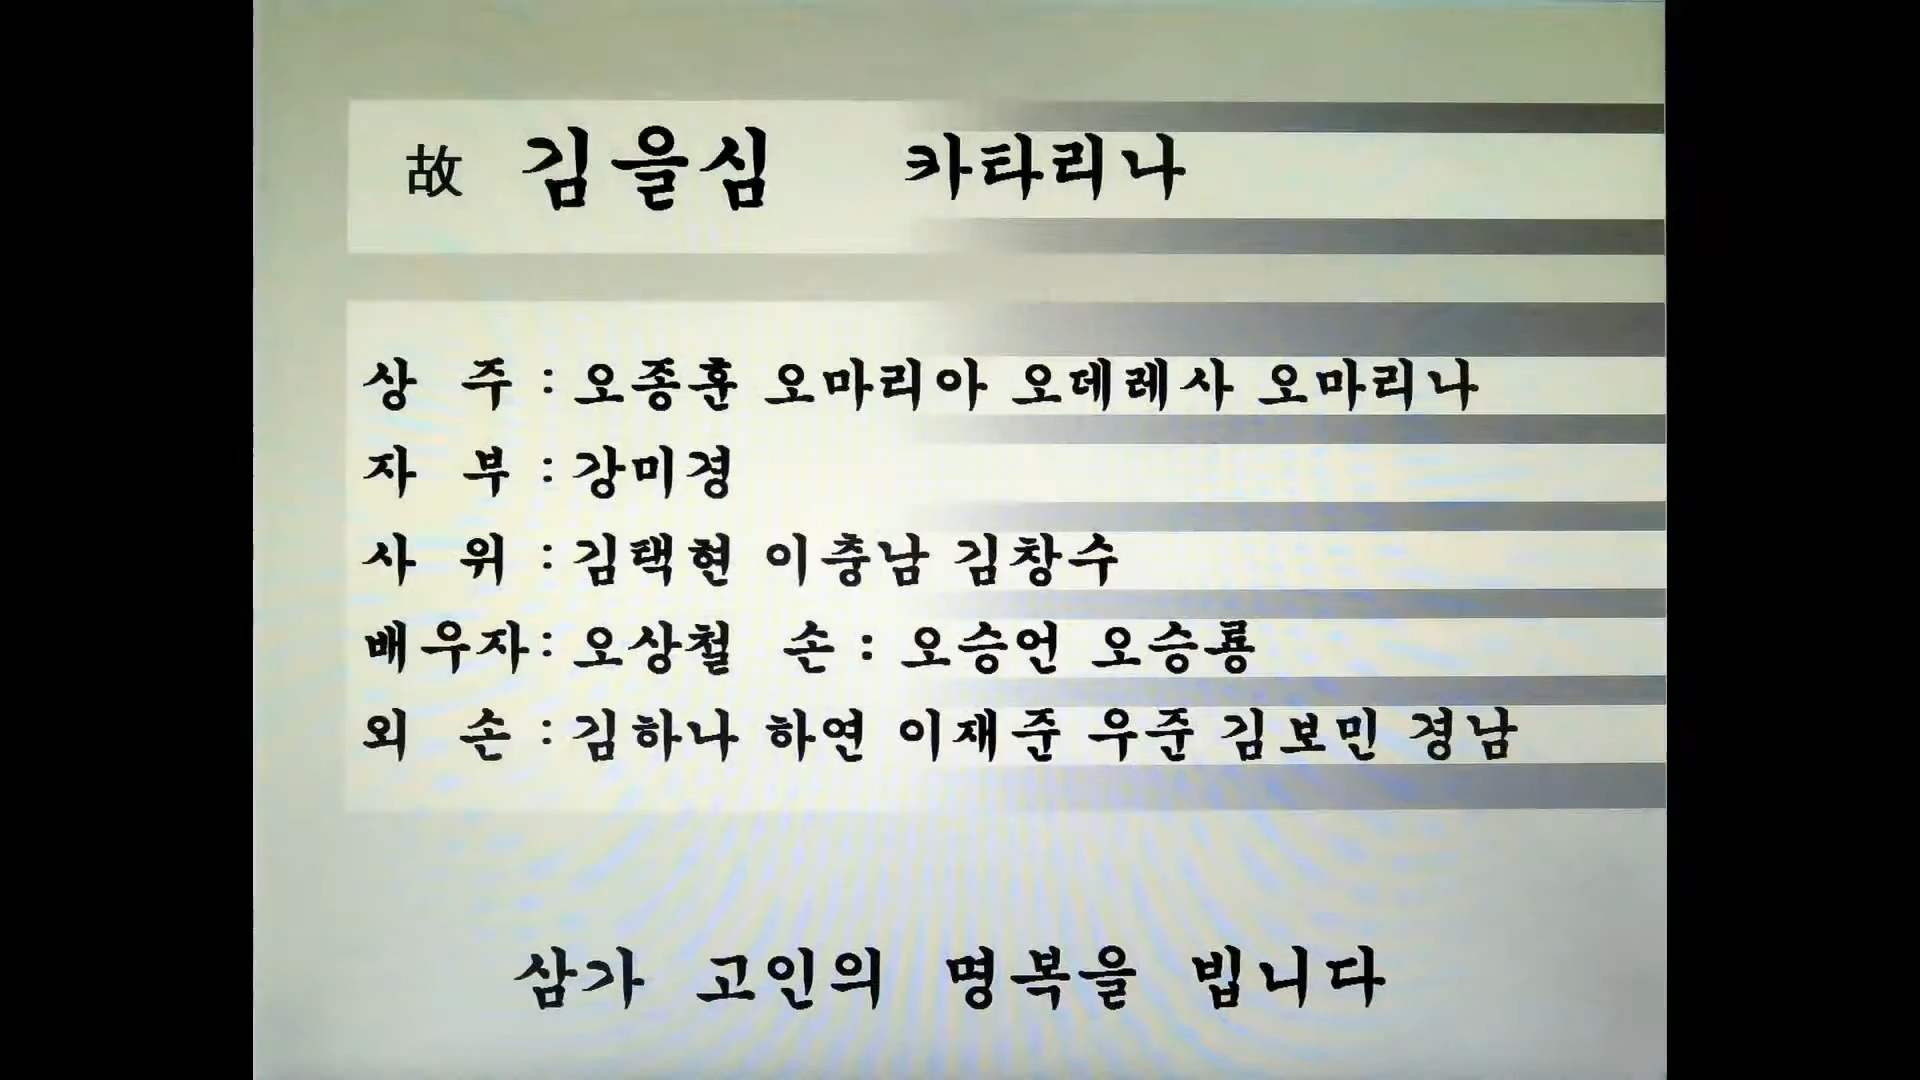 故 김을심 카타리나
상 주 : 오종훈 오마리아 오데레사 오마리나
자 부 : 강미경
사 위 : 김택현 이충남 김창수
배우자: 오상철 손 : 오승언 오승룡
외 손 : 김하나 하연 이재준 우준 김보민 경남
삼가 고인의 명복을 빕니다